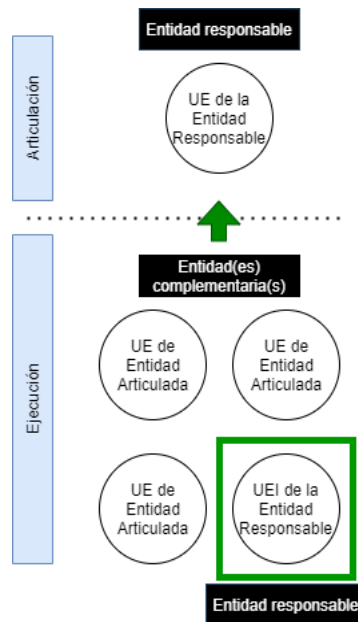 Entidad responsable
Articulación
UE de la
Entidad
Responsable
Entidad(es)
complementaria(s)
Ejecución
UE de
Entidad
Articulada
UE de
Entidad
Articulada
UE de
Entidad
Articulada
UEI de la
Entidad
Responsable
Entidad responsable